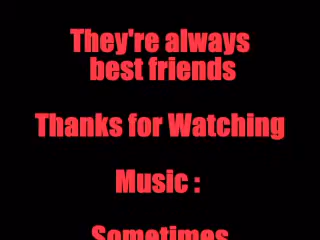 They're always
best friends
Thanks for Watching
Music :
Sometimes